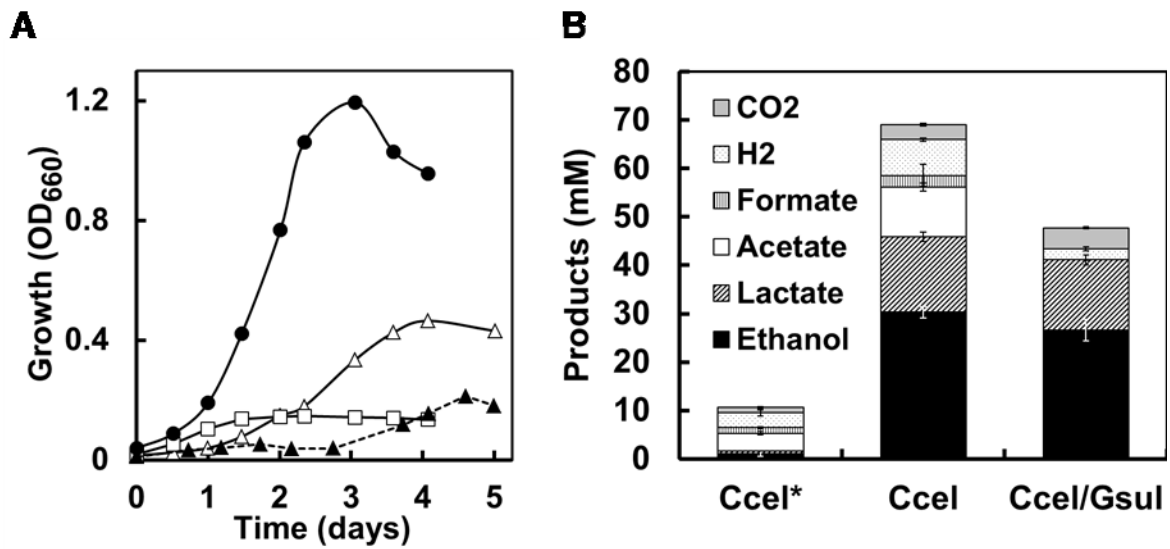 A
Growth (OD660)
1.2
0.8
0.4
0
0 1 2 3 4 5
Time (days)
B
Products (mM)
80
70
60
50
40
30
20
10
0
CO2
H2
Formate
Acetate
Lactate
Ethanol
Ccel* Ccel Ccel/Gsul